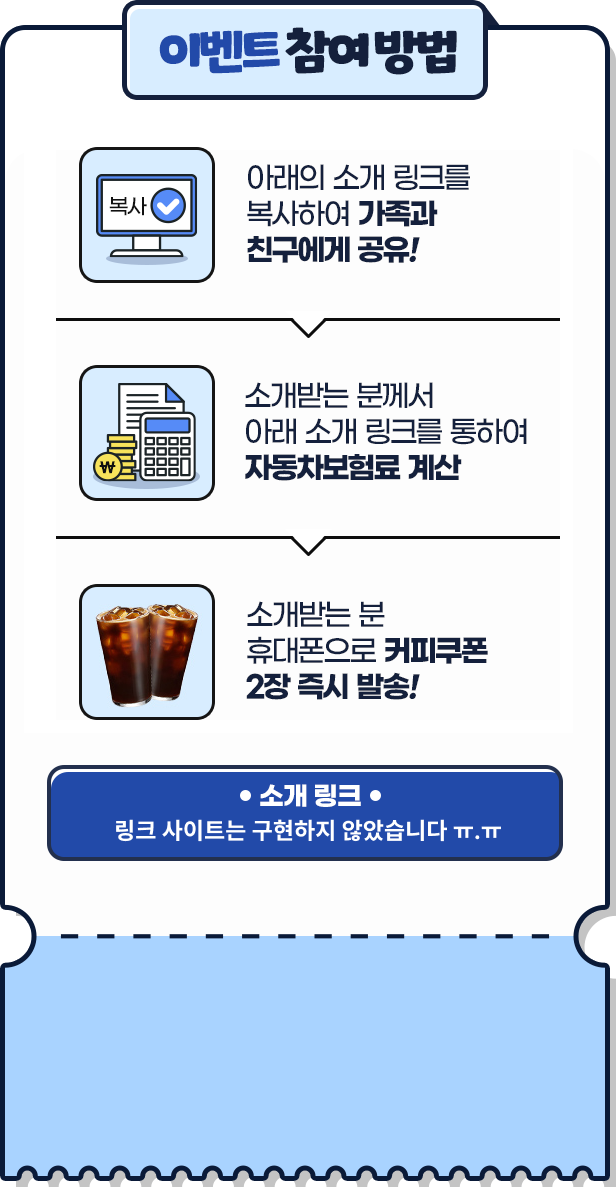 이벤트 참여 방법
복사
아래의 소개 링크를
복사하여 가족과
친구에게 공유!
소개받는 분께서
아래 소개 링크를 통하여
₩
자동차보험료 계산
소개받는 분
휴대폰으로 커피쿠폰
2장 즉시 발송!
• 소개 링크 •
링크 사이트는 구현하지 않았습니다 ㅠ.ㅠ